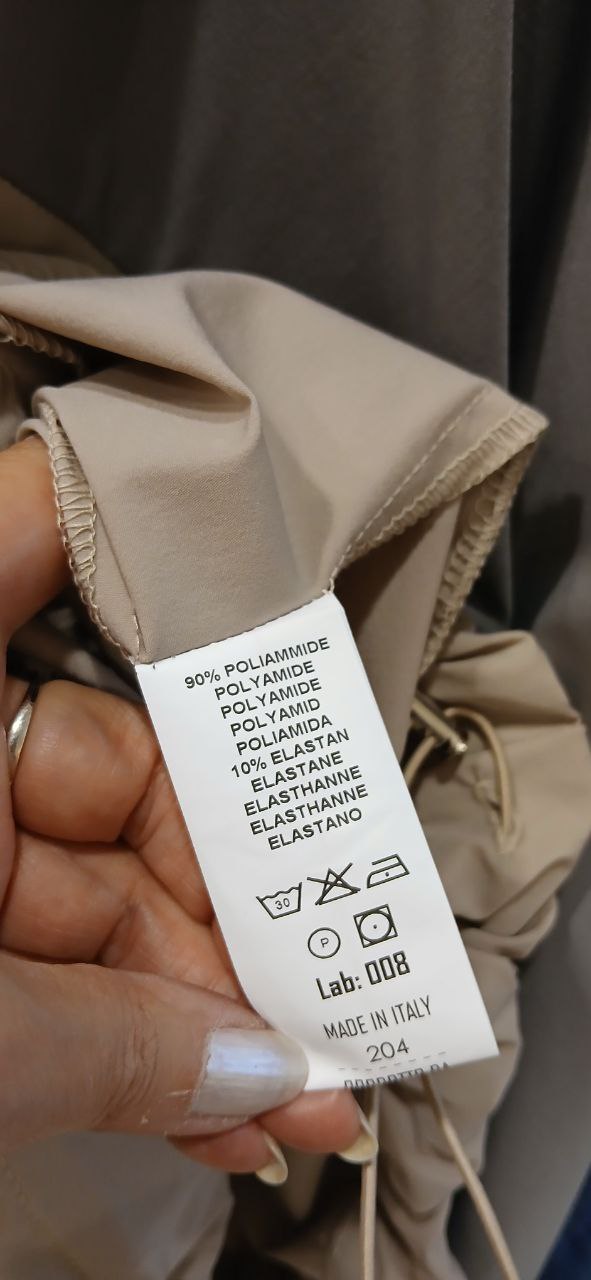 90% POLIAMMIDE
POLYAMIDE
POLYAMIDE
POLYAMID
POLIAMIDA
10% ELASTAN
ELASTANE
ELASTHANNE
ELASTHANNE
ELASTANO
30
P
Lab: 008
MADE IN ITALY
204